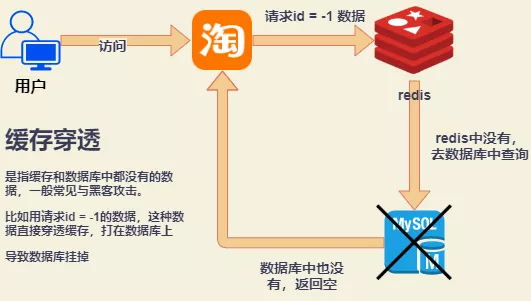 请求id = -1 数据
淘
访问
用户
redis
redis中没有,
去数据库中查询
缓存穿透
是指缓存和数据库中都没有的数
据，一般常见与黑客攻击。
比如用请求id = -1的数据，这种数
据直接穿透缓存，打在数据库上
导致数据库挂掉
MySQL
M
数据库中也没
有，返回空